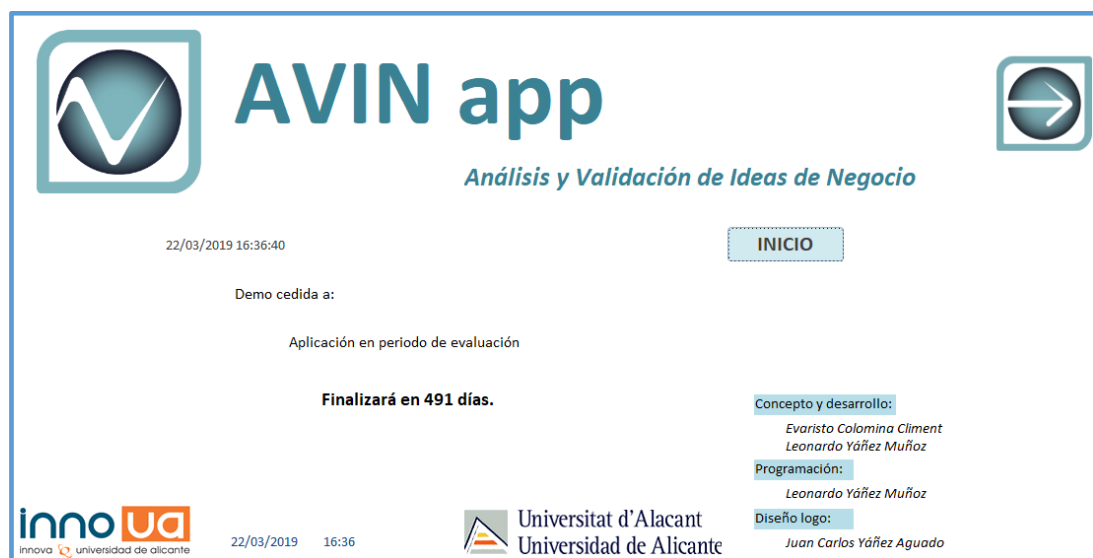 AVIN app
Análisis y Validación de Ideas de Negocio
22/03/2019 16:36:40
INICIO
Demo cedida a:
Aplicación en periodo de evaluación
Finalizará en 491 días.
Concepto y desarrollo:
Evaristo Colomina Climent
Leonardo Yáñez Muñoz
Programación:
Leonardo Yáñez Muñoz
Diseño logo:
Juan Carlos Yáñez Aguado
inno ua
innova universidad de alicante
22/03/2019 16:36
Universitat d'Alacant
Universidad de Alicante